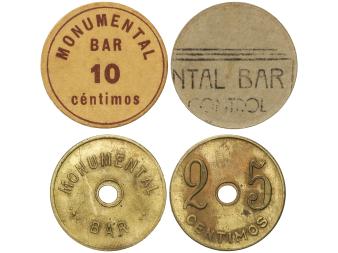 MONUMENTAL
BAR
10
céntimos
NTAL BAR
CONTROL
MONUMENTAL
BAR
25
CENTIMOS